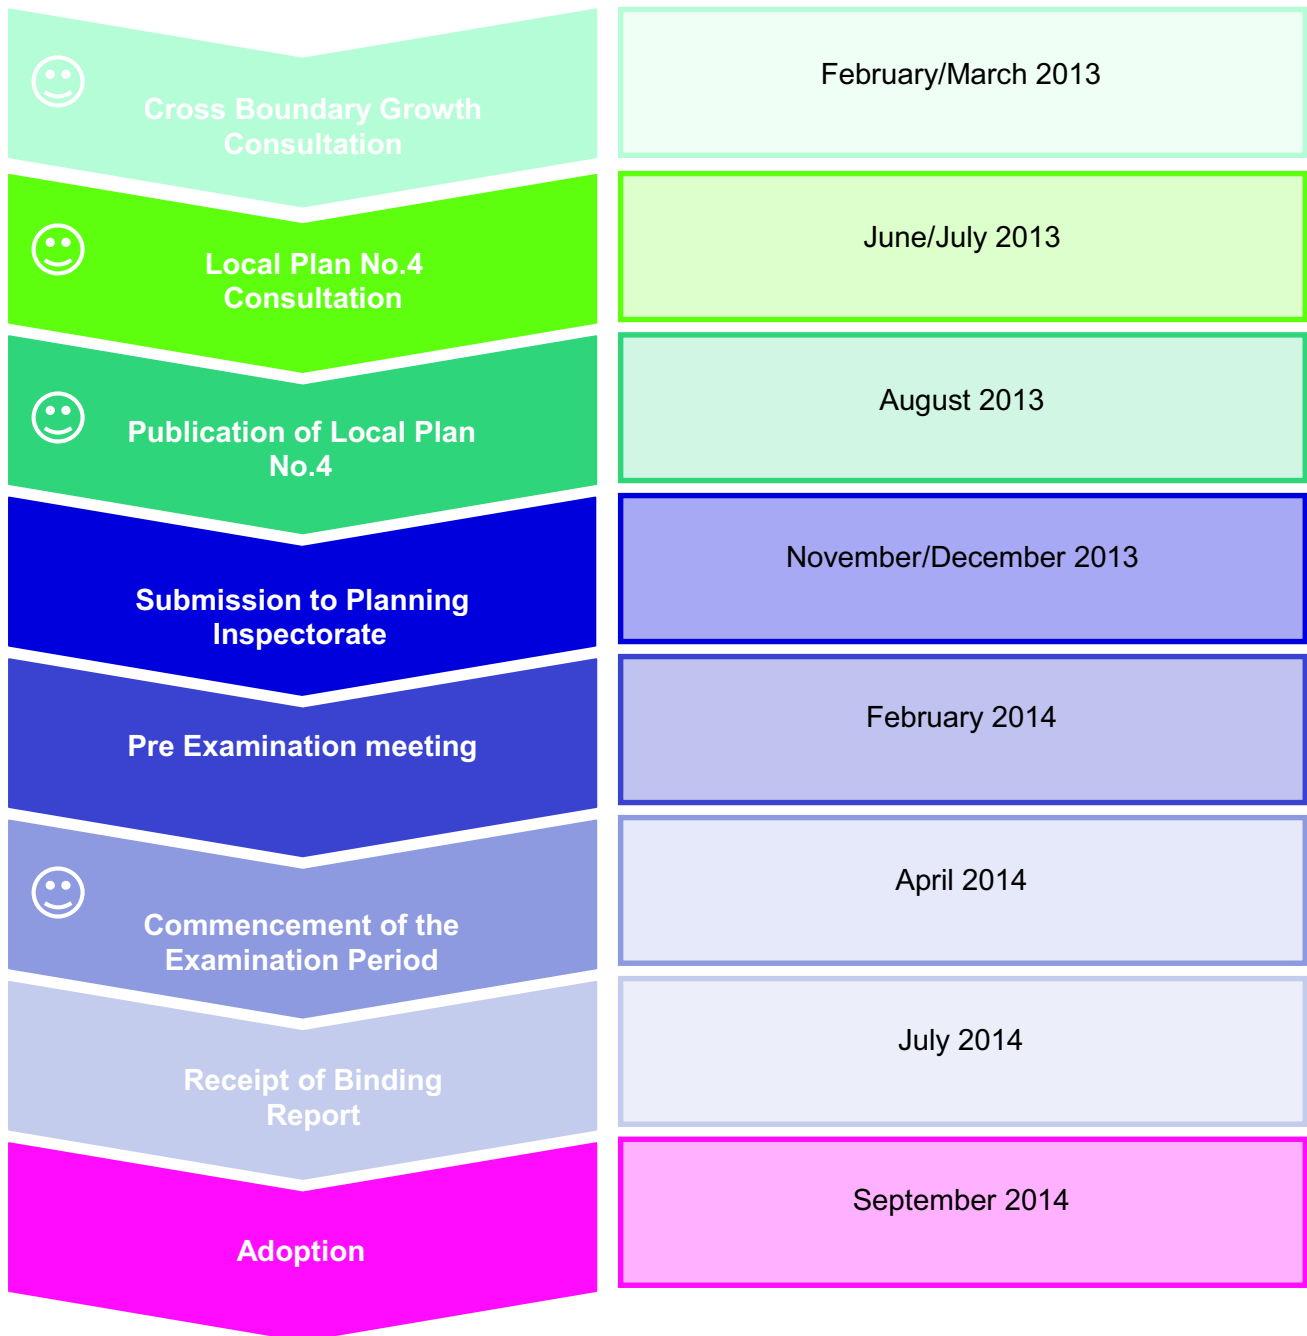 Cross Boundary Growth
Consultation
February/March 2013
Local Plan No.4
Consultation
June/July 2013
Publication of Local Plan
No.4
August 2013
Submission to Planning
Inspectorate
November/December 2013
Pre Examination meeting
February 2014
Commencement of the
Examination Period
April 2014
Receipt of Binding
Report
July 2014
Adoption
September 2014